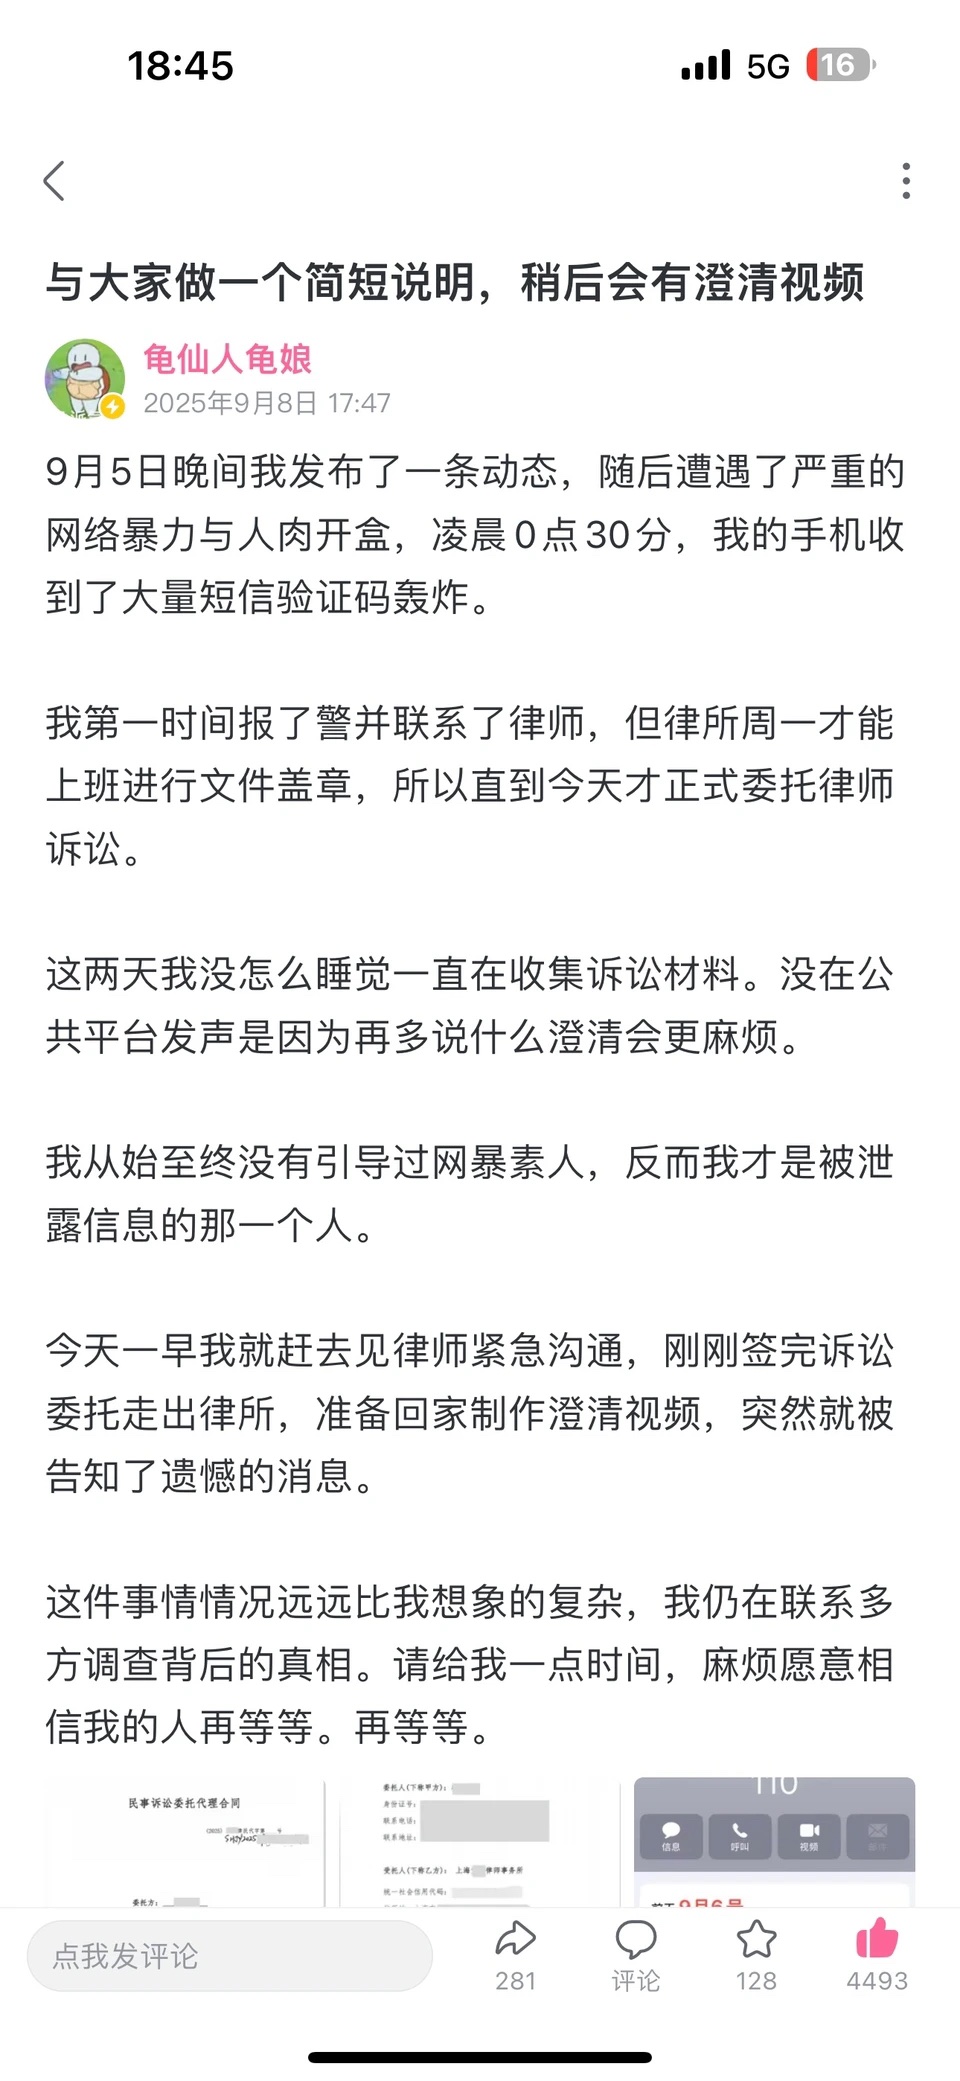 18:45
5G 16
与大家做一个简短说明，稍后会有澄清视频
龟仙人龟娘
2025年9月8日 17:47
9月5日晚间我发布了一条动态，随后遭遇了严重的
网络暴力与人肉开盒，凌晨0点30分，我的手机收
到了大量短信验证码轰炸。
我第一时间报了警并联系了律师，但律所周一才能
上班进行文件盖章，所以直到今天才正式委托律师
诉讼。
这两天我没怎么睡觉一直在收集诉讼材料。没在公
共平台发声是因为再多说什么澄清会更麻烦。
我从始至终没有引导过网暴素人，反而我才是被泄
露信息的那一个人。
今天一早我就赶去见律师紧急沟通，刚刚签完诉讼
委托走出律所，准备回家制作澄清视频，突然就被
告知了遗憾的消息。
这件事情情况远远比我想象的复杂，我仍在联系多
方调查背后的真相。请给我一点时间，麻烦愿意相
信我的人再等等。再等等。
民事诉讼委托代理合同
委托方：
委托人(下称甲方)：
身份证号：
联系电话：
联系地址：
受托人(下称乙方)： 上海 律师事务所
统一社会信用代码：
110
信息 呼叫 视频
9月6号
点我发评论
281 评论 128 4493